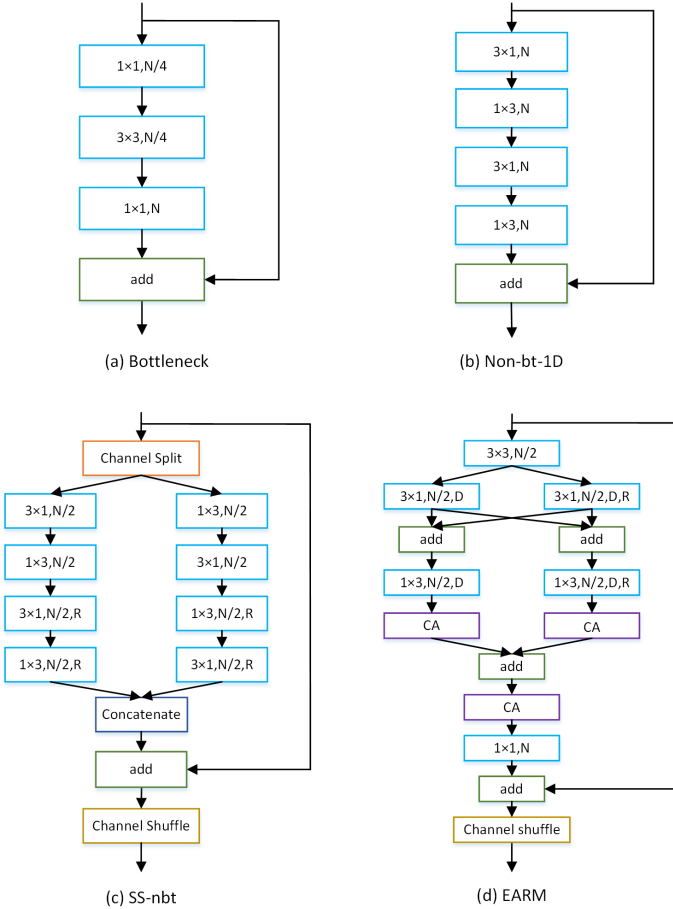 1×1,N/4
3×3,N/4
1×1,N
add
(a) Bottleneck
3×1,N
1×3,N
3×1,N
1×3,N
add
(b) Non-bt-1D
Channel Split
3×1,N/2
1×3,N/2
1×3,N/2
3×1,N/2
3×1,N/2,R
1×3,N/2,R
1×3,N/2,R
3×1,N/2,R
Concatenate
add
Channel Shuffle
(c) SS-nbt
3×3,N/2
3×1,N/2,D
3×1,N/2,D,R
add
add
1×3,N/2,D
1×3,N/2,D,R
CA
CA
add
CA
1×1,N
add
Channel shuffle
(d) EARM